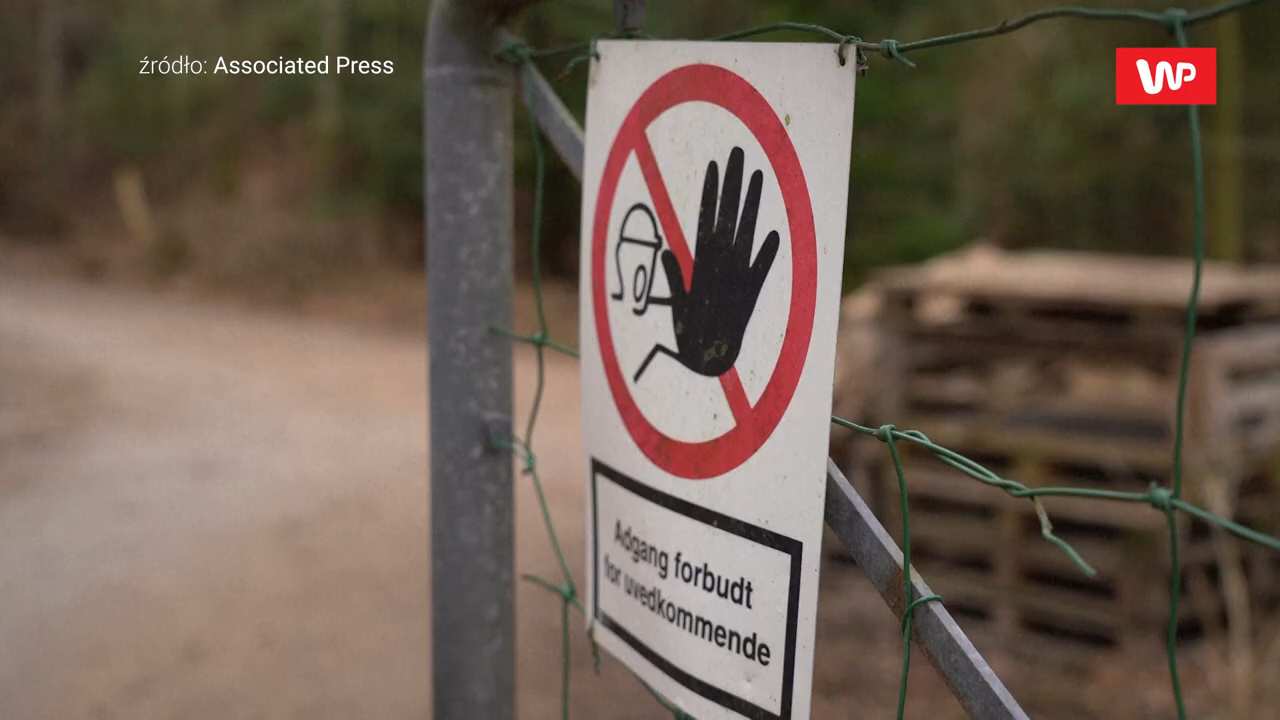 źródło: Associated Press
WP
Adgang forbudt
for uvedkommende